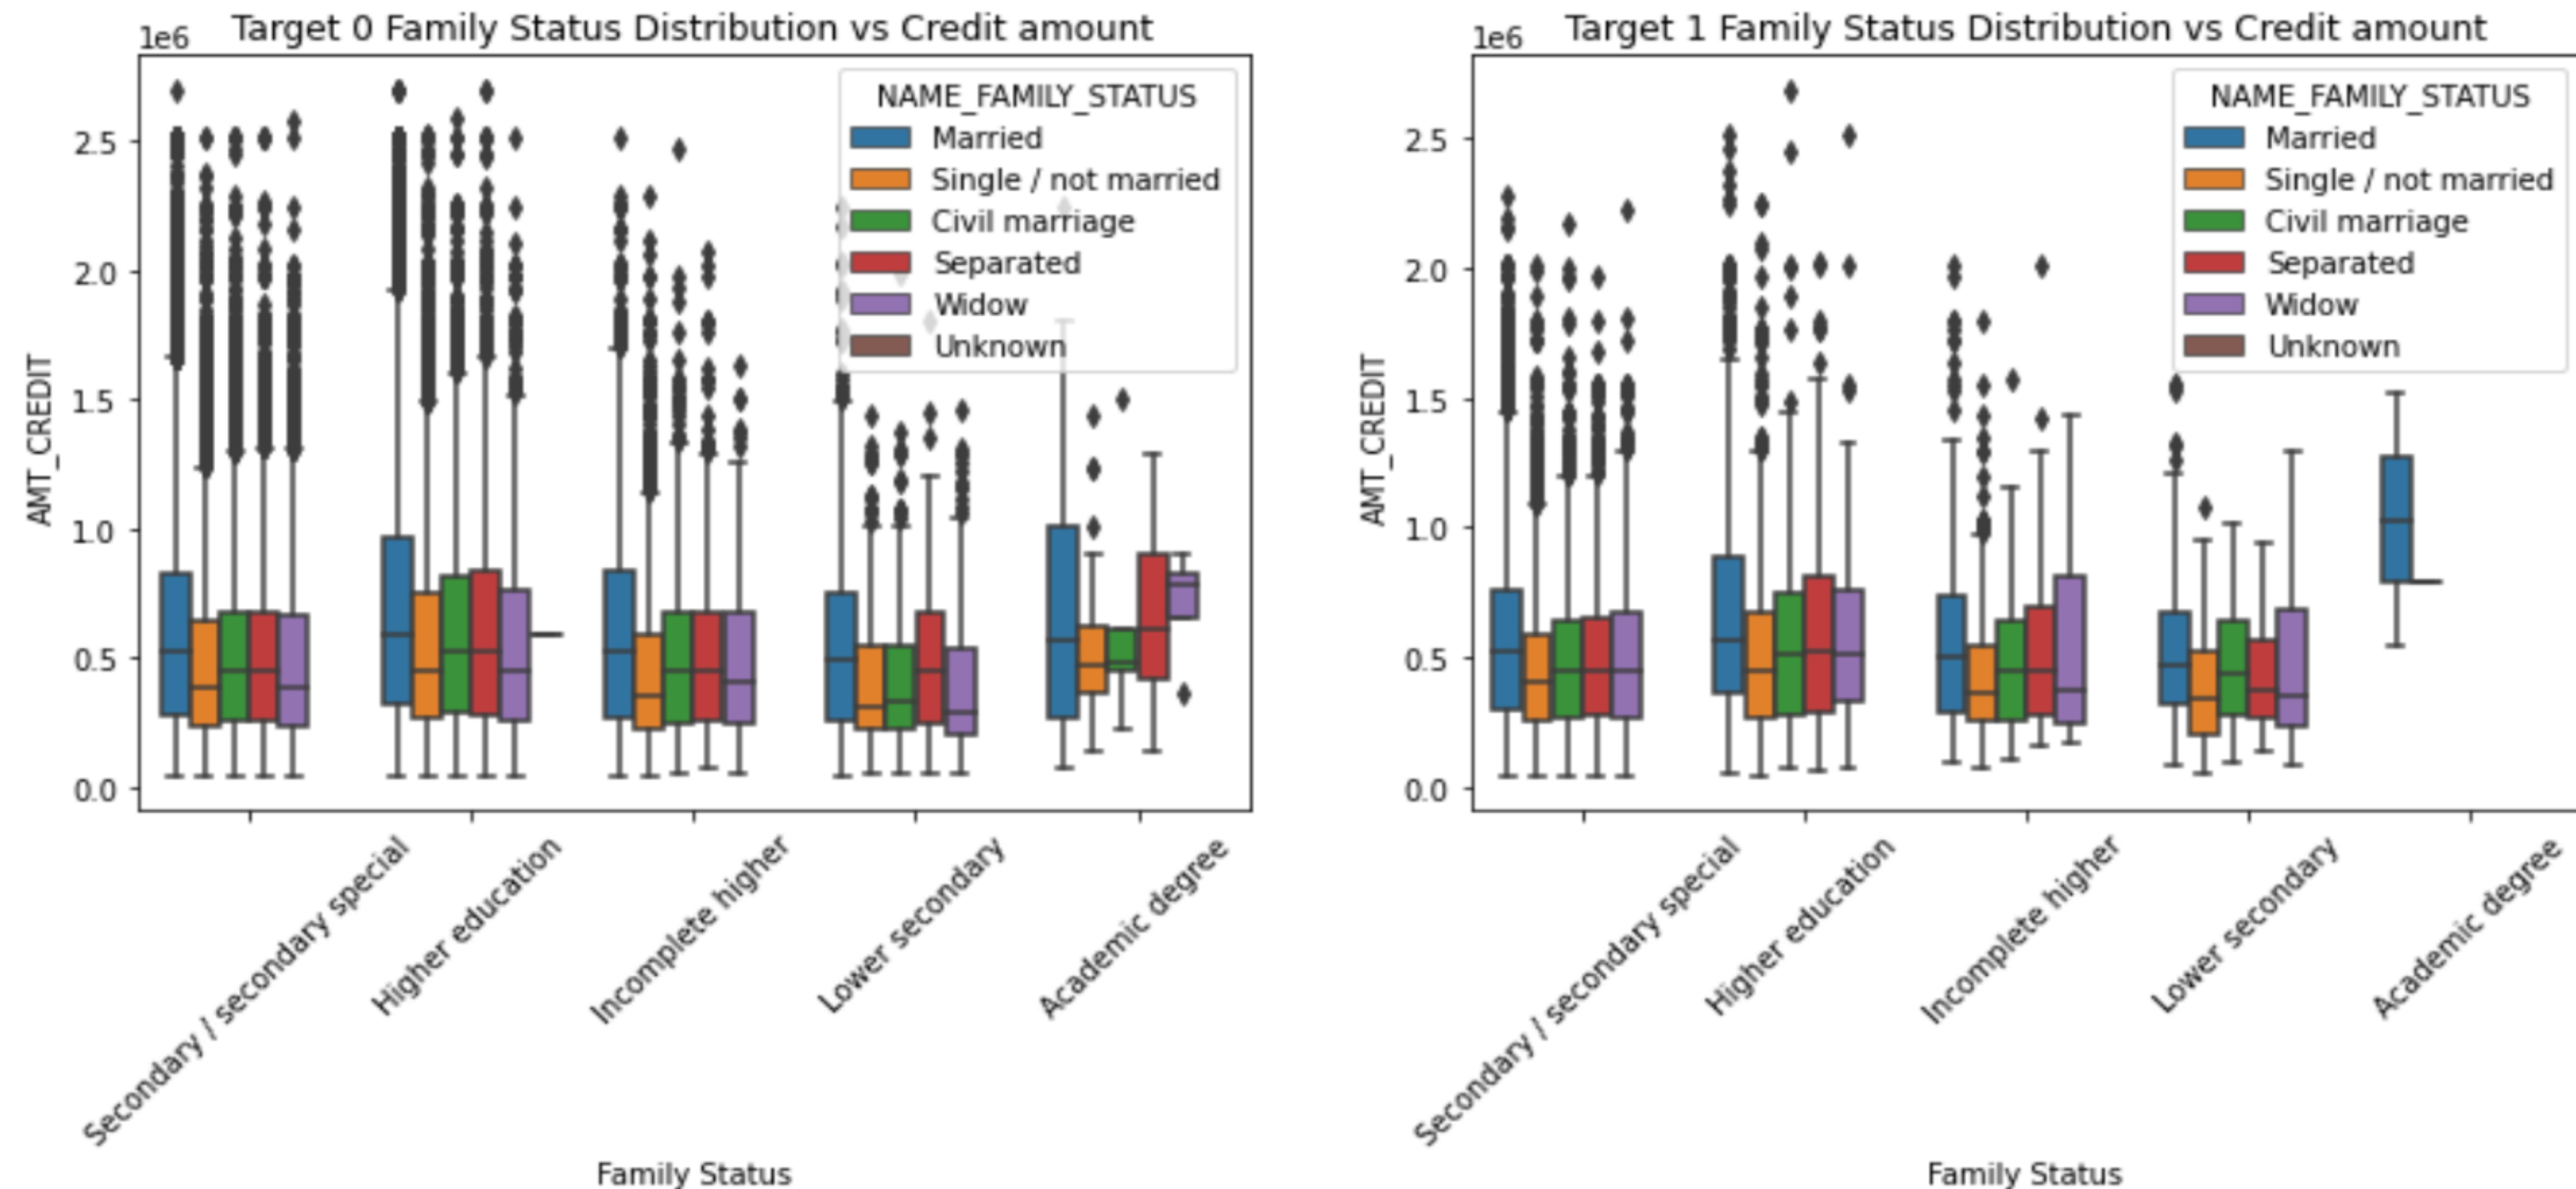 Target 0 Family Status Distribution vs Credit amount
1e6
NAME_FAMILY_STATUS
Married
Single / not married
Civil marriage
Separated
Widow
Unknown
2.5
2.0
1.5
1.0
0.5
0.0
AMT_CREDIT
Secondary / secondary special
Higher education
Incomplete higher
Lower secondary
Academic degree
Family Status
Target 1 Family Status Distribution vs Credit amount
1e6
NAME_FAMILY_STATUS
Married
Single / not married
Civil marriage
Separated
Widow
Unknown
2.5
2.0
1.5
1.0
0.5
0.0
AMT_CREDIT
Secondary / secondary special
Higher education
Incomplete higher
Lower secondary
Academic degree
Family Status